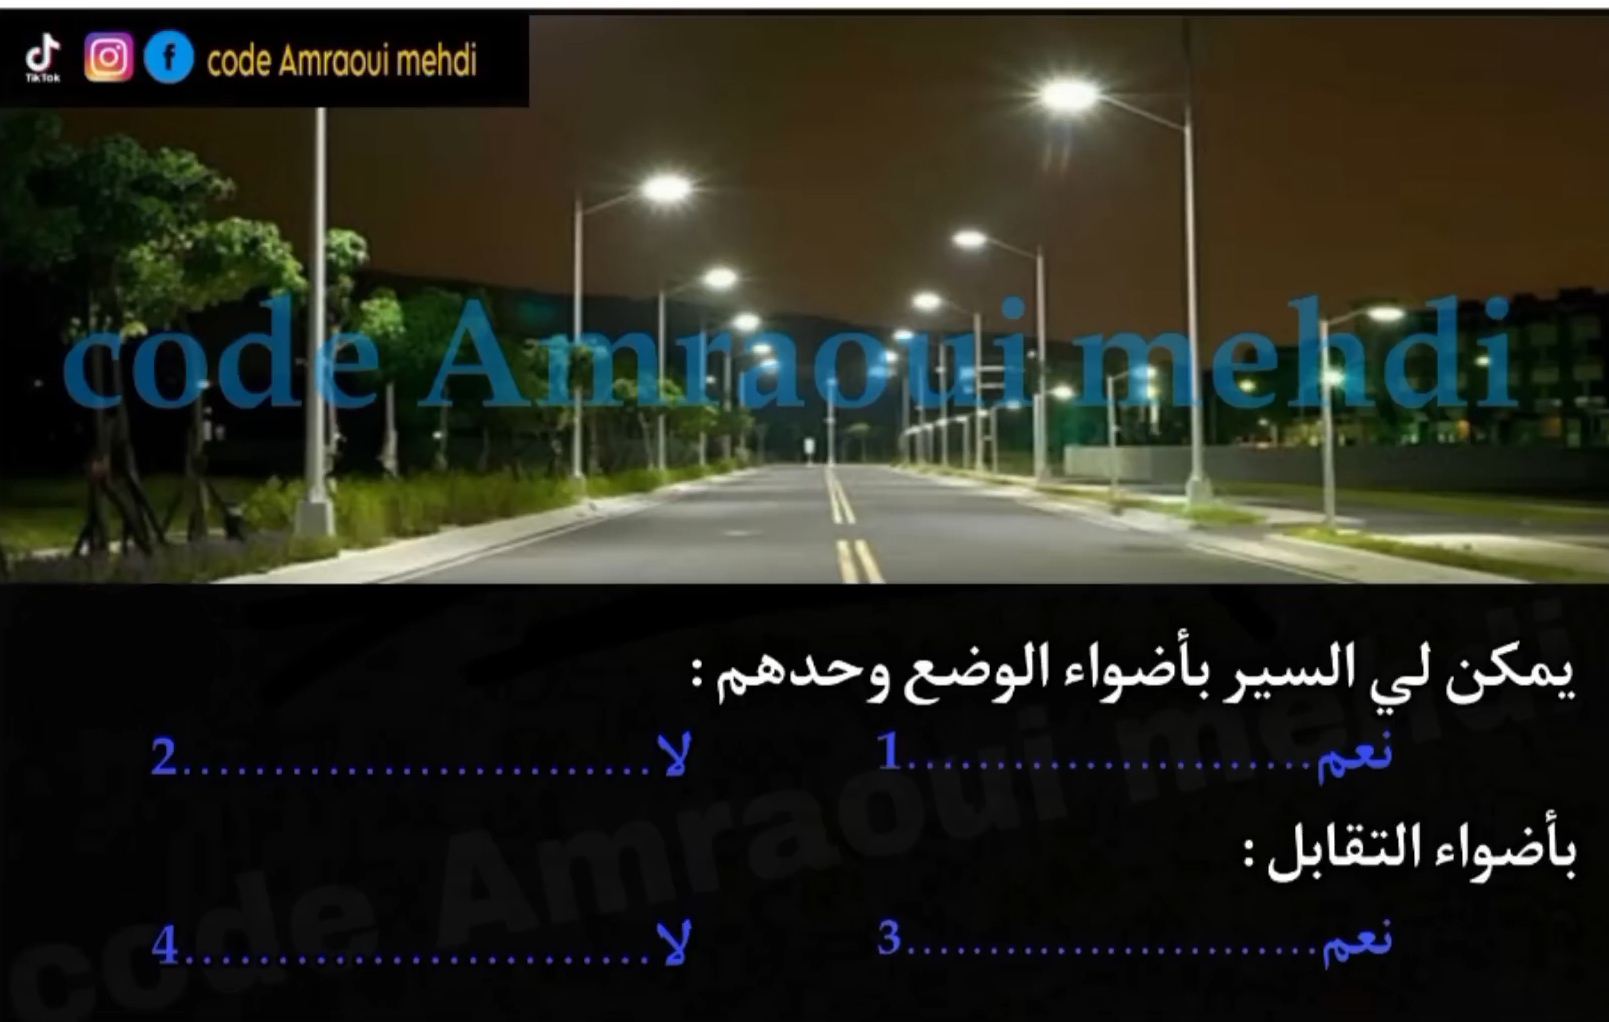 TikTok
code Amraoui mehdi
code Amraoui mehdi
يمكن لي السير بأضواء الوضع وحدهم :
نعم.......................1 لا..........................2
بأضواء التقابل :
نعم.......................3 لا..........................4
code Amraoui mehdi